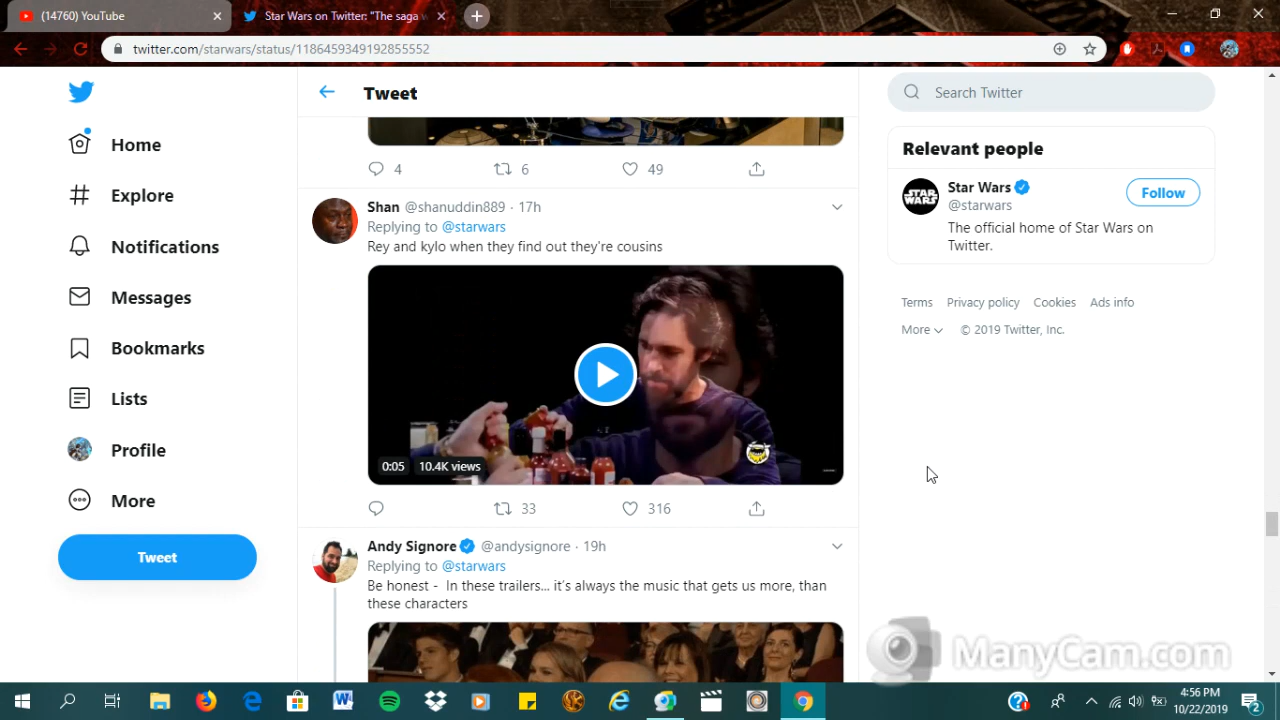 (14760) YouTube
Star Wars on Twitter: "The saga w
twitter.com/starwars/status/1186459349192855552
Tweet
Search Twitter
Home
Explore
Notifications
Messages
Bookmarks
Lists
Profile
More
Tweet
4 6 49
Shan @shanuddin889 · 17h
Replying to @starwars
Rey and kylo when they find out they're cousins
0:05 10.4K views
33 316
Andy Signore @andysignore · 19h
Replying to @starwars
Be honest - In these trailers... it's always the music that gets us more, than
these characters
Relevant people
Star Wars
@starwars
Follow
The official home of Star Wars on
Twitter.
Terms Privacy policy Cookies Ads info
More © 2019 Twitter, Inc.
STAR
WARS
ManyCam.com
4:56 PM
10/22/2019
2